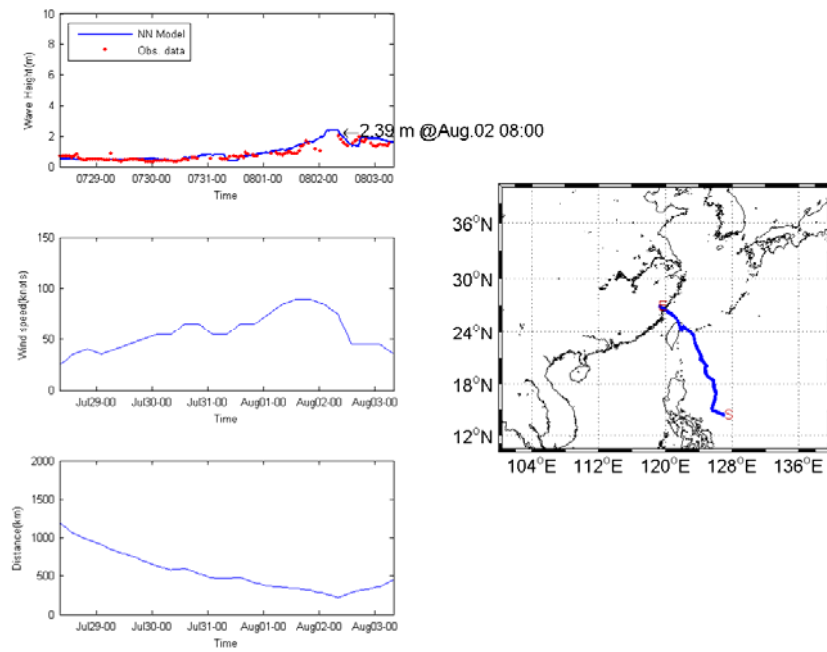 10
8
6
4
2
0
Wave Height(m)
NN Model
Obs. data
2.39 m @Aug.02 08:00
0729-00 0730-00 0731-00 0801-00 0802-00 0803-00
Time
150
100
50
0
Wind speed(knots)
Jul29-00 Jul30-00 Jul31-00 Aug01-00 Aug02-00 Aug03-00
Time
2000
1500
1000
500
0
Distance(km)
Jul29-00 Jul30-00 Jul31-00 Aug01-00 Aug02-00 Aug03-00
Time
36°N
30°N
24°N
18°N
12°N
E
S
104°E 112°E 120°E 128°E 136°E